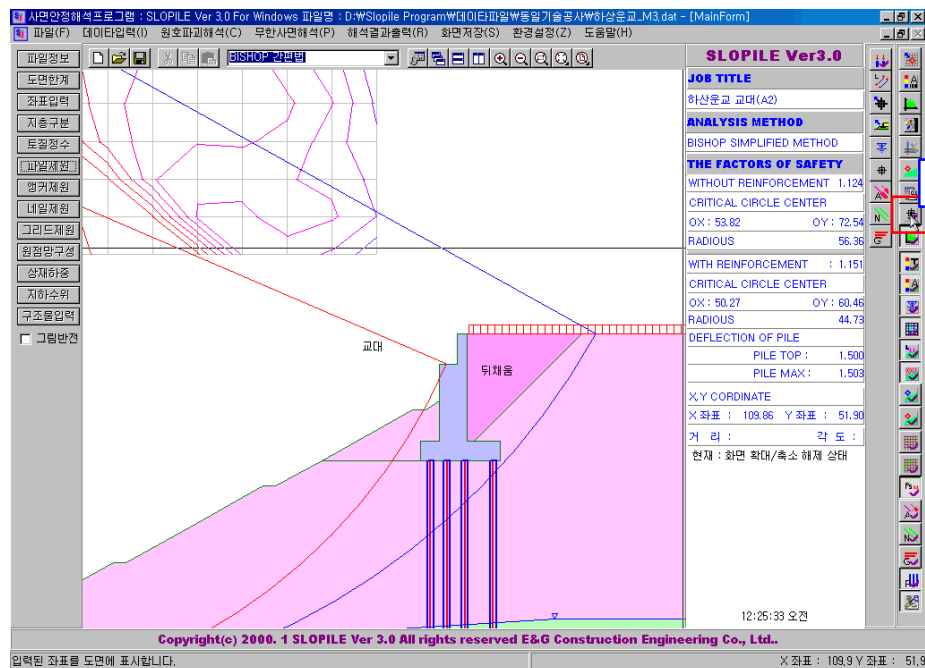 사면안정해석프로그램 : SLOPILE Ver 3.0 For Windows 파일명 : D:₩Slopile Program₩데이타파일₩동일기술공사₩하상운교_M3.dat - [MainForm]
파일(F) 데이타입력(I) 원호파괴해석(C) 무한사면해석(P) 해석결과출력(R) 화면저장(S) 환경설정(Z) 도움말(H)
파일정보
BISHOP 간편법
도면한계
좌표입력
지층구분
토질정수
파일제원
앵커제원
네일제원
그리드제원
원점망구성
상재하중
지하수위
구조물입력
그림반전
교대
뒤채움
SLOPILE Ver3.0
JOB TITLE
하산운교 교대(A2)
ANALYSIS METHOD
BISHOP SIMPLIFIED METHOD
THE FACTORS OF SAFETY
WITHOUT REINFORCEMENT 1.124
CRITICAL CIRCLE CENTER
OX : 53.82 OY : 72.54
RADIOUS 56.36
WITH REINFORCEMENT : 1.151
CRITICAL CIRCLE CENTER
OX : 50.27 OY : 60.46
RADIOUS 44.73
DEFLECTION OF PILE
PILE TOP : 1.500
PILE MAX : 1.503
X,Y CORDINATE
X 좌표 : 109.86 Y 좌표 : 51.90
거 리 : 각 도 :
현재 : 화면 확대/축소 해제 상태
12:25:33 오전
Copyright(c) 2000. 1 SLOPILE Ver 3.0 All rights reserved E&G Construction Engineering Co., Ltd..
입력된 좌표를 도면에 표시합니다.
X 좌표 : 109.9 Y 좌표 : 51.9